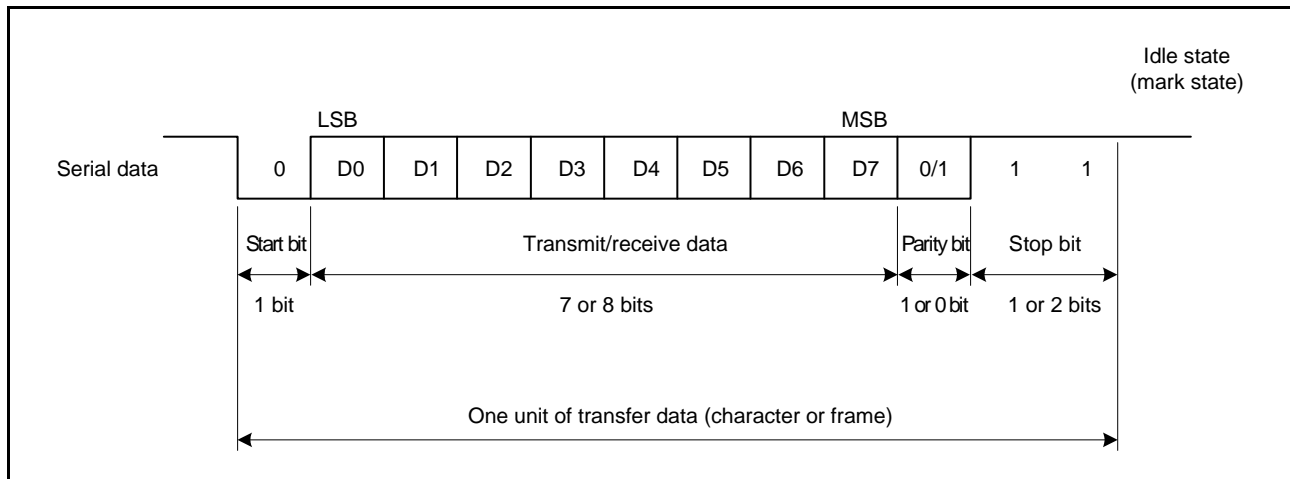 Idle state
(mark state)
LSB MSB
Serial data 0 D0 D1 D2 D3 D4 D5 D6 D7 0/1 1 1
Start bit Transmit/receive data Parity bit Stop bit
1 bit 7 or 8 bits 1 or 0 bit 1 or 2 bits
One unit of transfer data (character or frame)